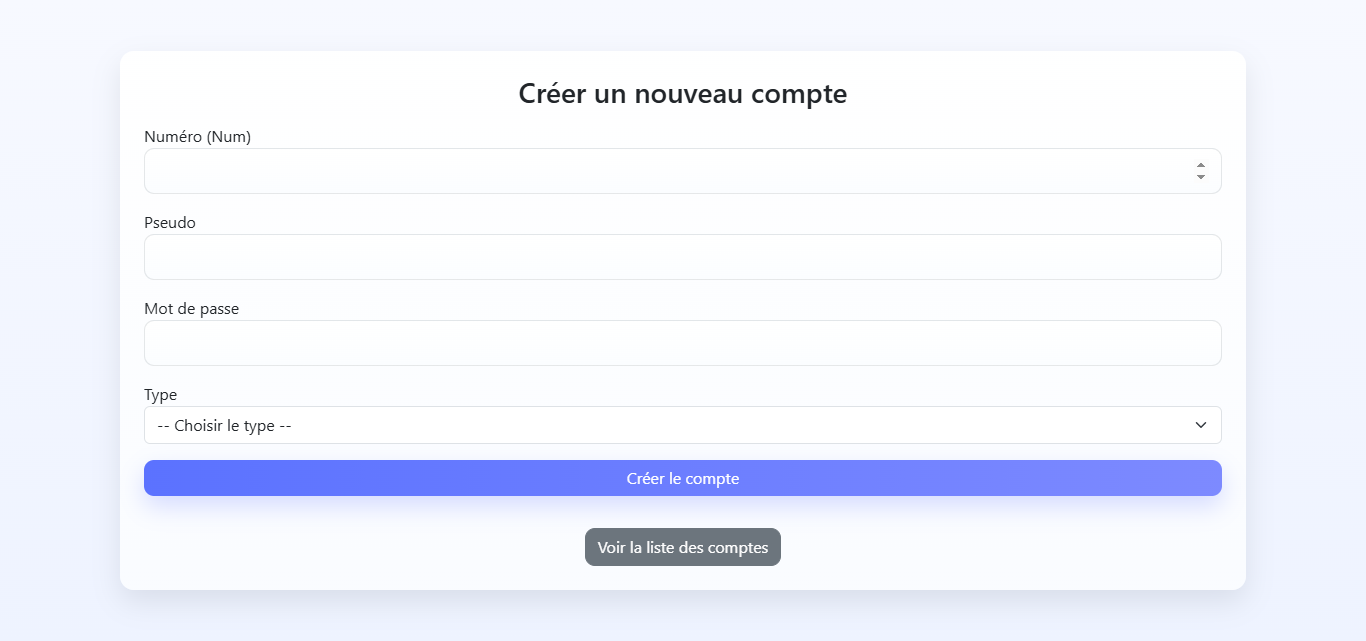 Créer un nouveau compte
Numéro (Num)
Pseudo
Mot de passe
Type
-- Choisir le type --
Créer le compte
Voir la liste des comptes